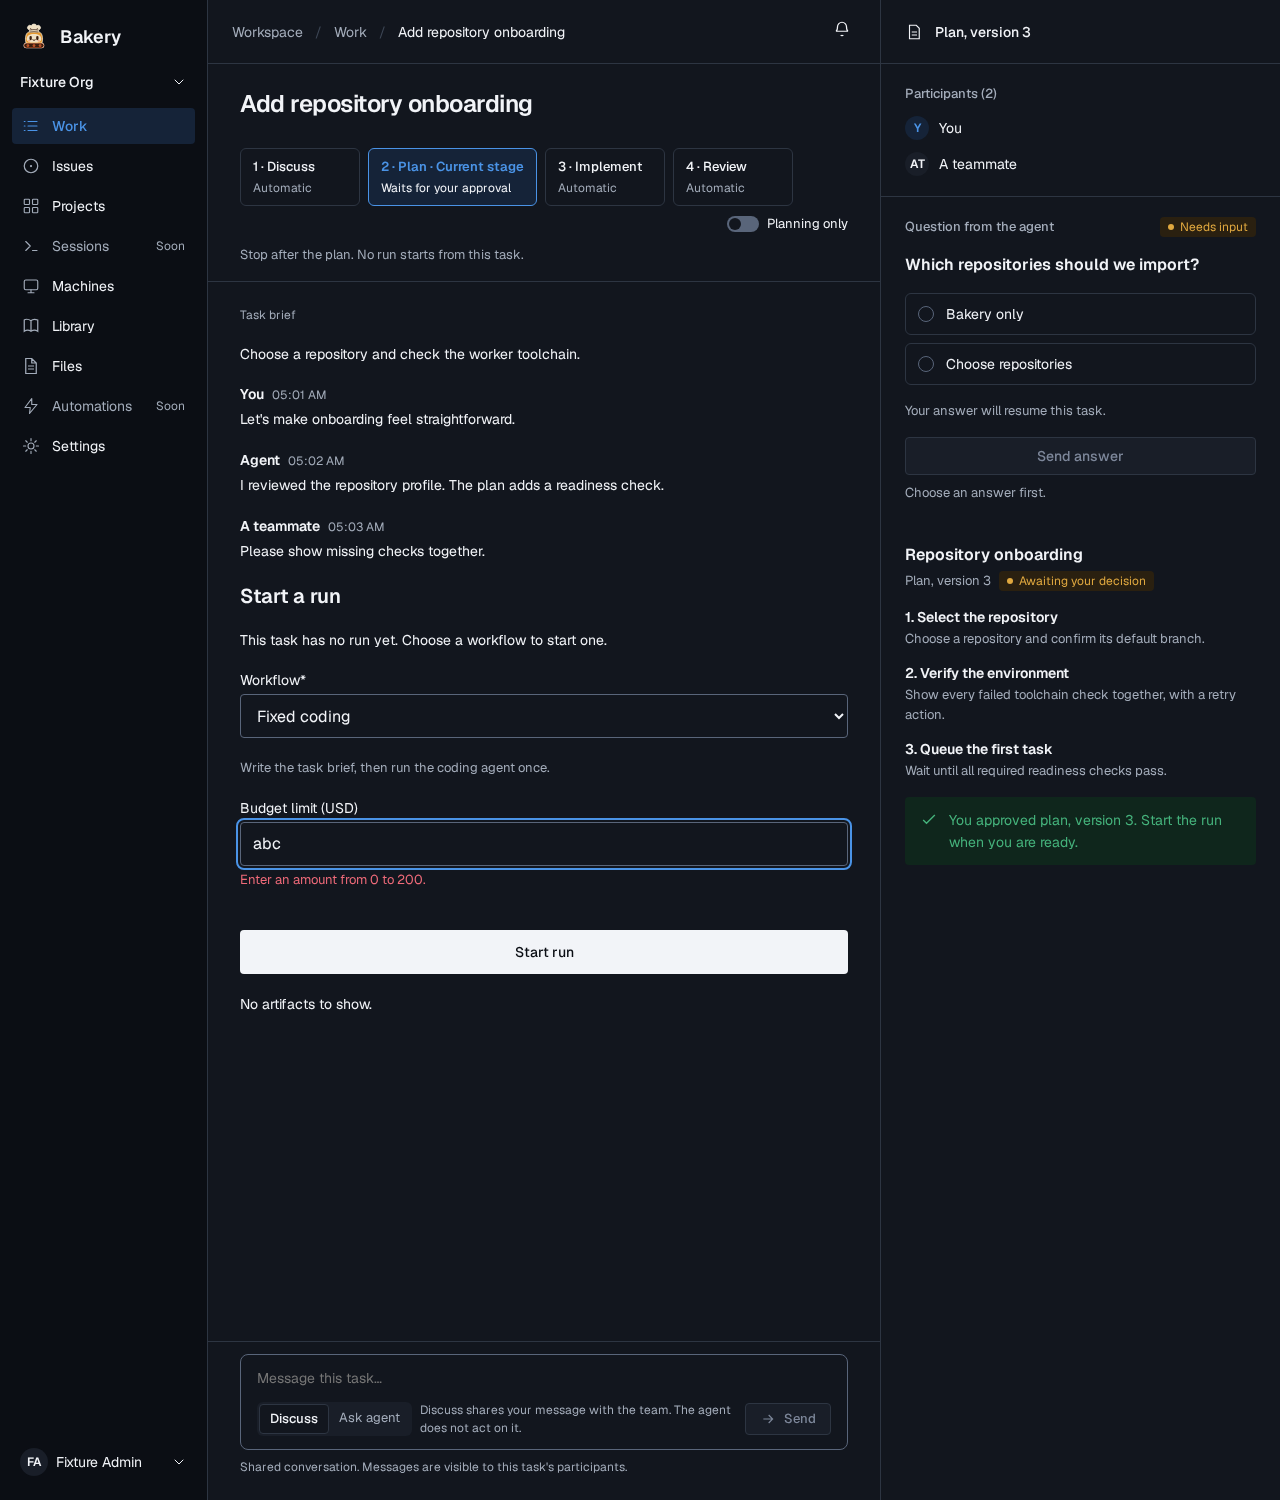 Bakery
Fixture Org
Work
Issues
Projects
Sessions Soon
Machines
Library
Files
Automations Soon
Settings
FA Fixture Admin
Workspace / Work / Add repository onboarding
Add repository onboarding
1 · Discuss
Automatic
2 · Plan · Current stage
Waits for your approval
3 · Implement
Automatic
4 · Review
Automatic
Planning only
Stop after the plan. No run starts from this task.
Task brief
Choose a repository and check the worker toolchain.
You 05:01 AM
Let's make onboarding feel straightforward.
Agent 05:02 AM
I reviewed the repository profile. The plan adds a readiness check.
A teammate 05:03 AM
Please show missing checks together.
Start a run
This task has no run yet. Choose a workflow to start one.
Workflow*
Fixed coding
Write the task brief, then run the coding agent once.
Budget limit (USD)
abc
Enter an amount from 0 to 200.
Start run
No artifacts to show.
Message this task...
Discuss Ask agent
Discuss shares your message with the team. The agent
does not act on it.
Send
Shared conversation. Messages are visible to this task's participants.
Plan, version 3
Participants (2)
Y You
AT A teammate
Question from the agent Needs input
Which repositories should we import?
Bakery only
Choose repositories
Your answer will resume this task.
Send answer
Choose an answer first.
Repository onboarding
Plan, version 3 Awaiting your decision
1. Select the repository
Choose a repository and confirm its default branch.
2. Verify the environment
Show every failed toolchain check together, with a retry
action.
3. Queue the first task
Wait until all required readiness checks pass.
You approved plan, version 3. Start the run
when you are ready.